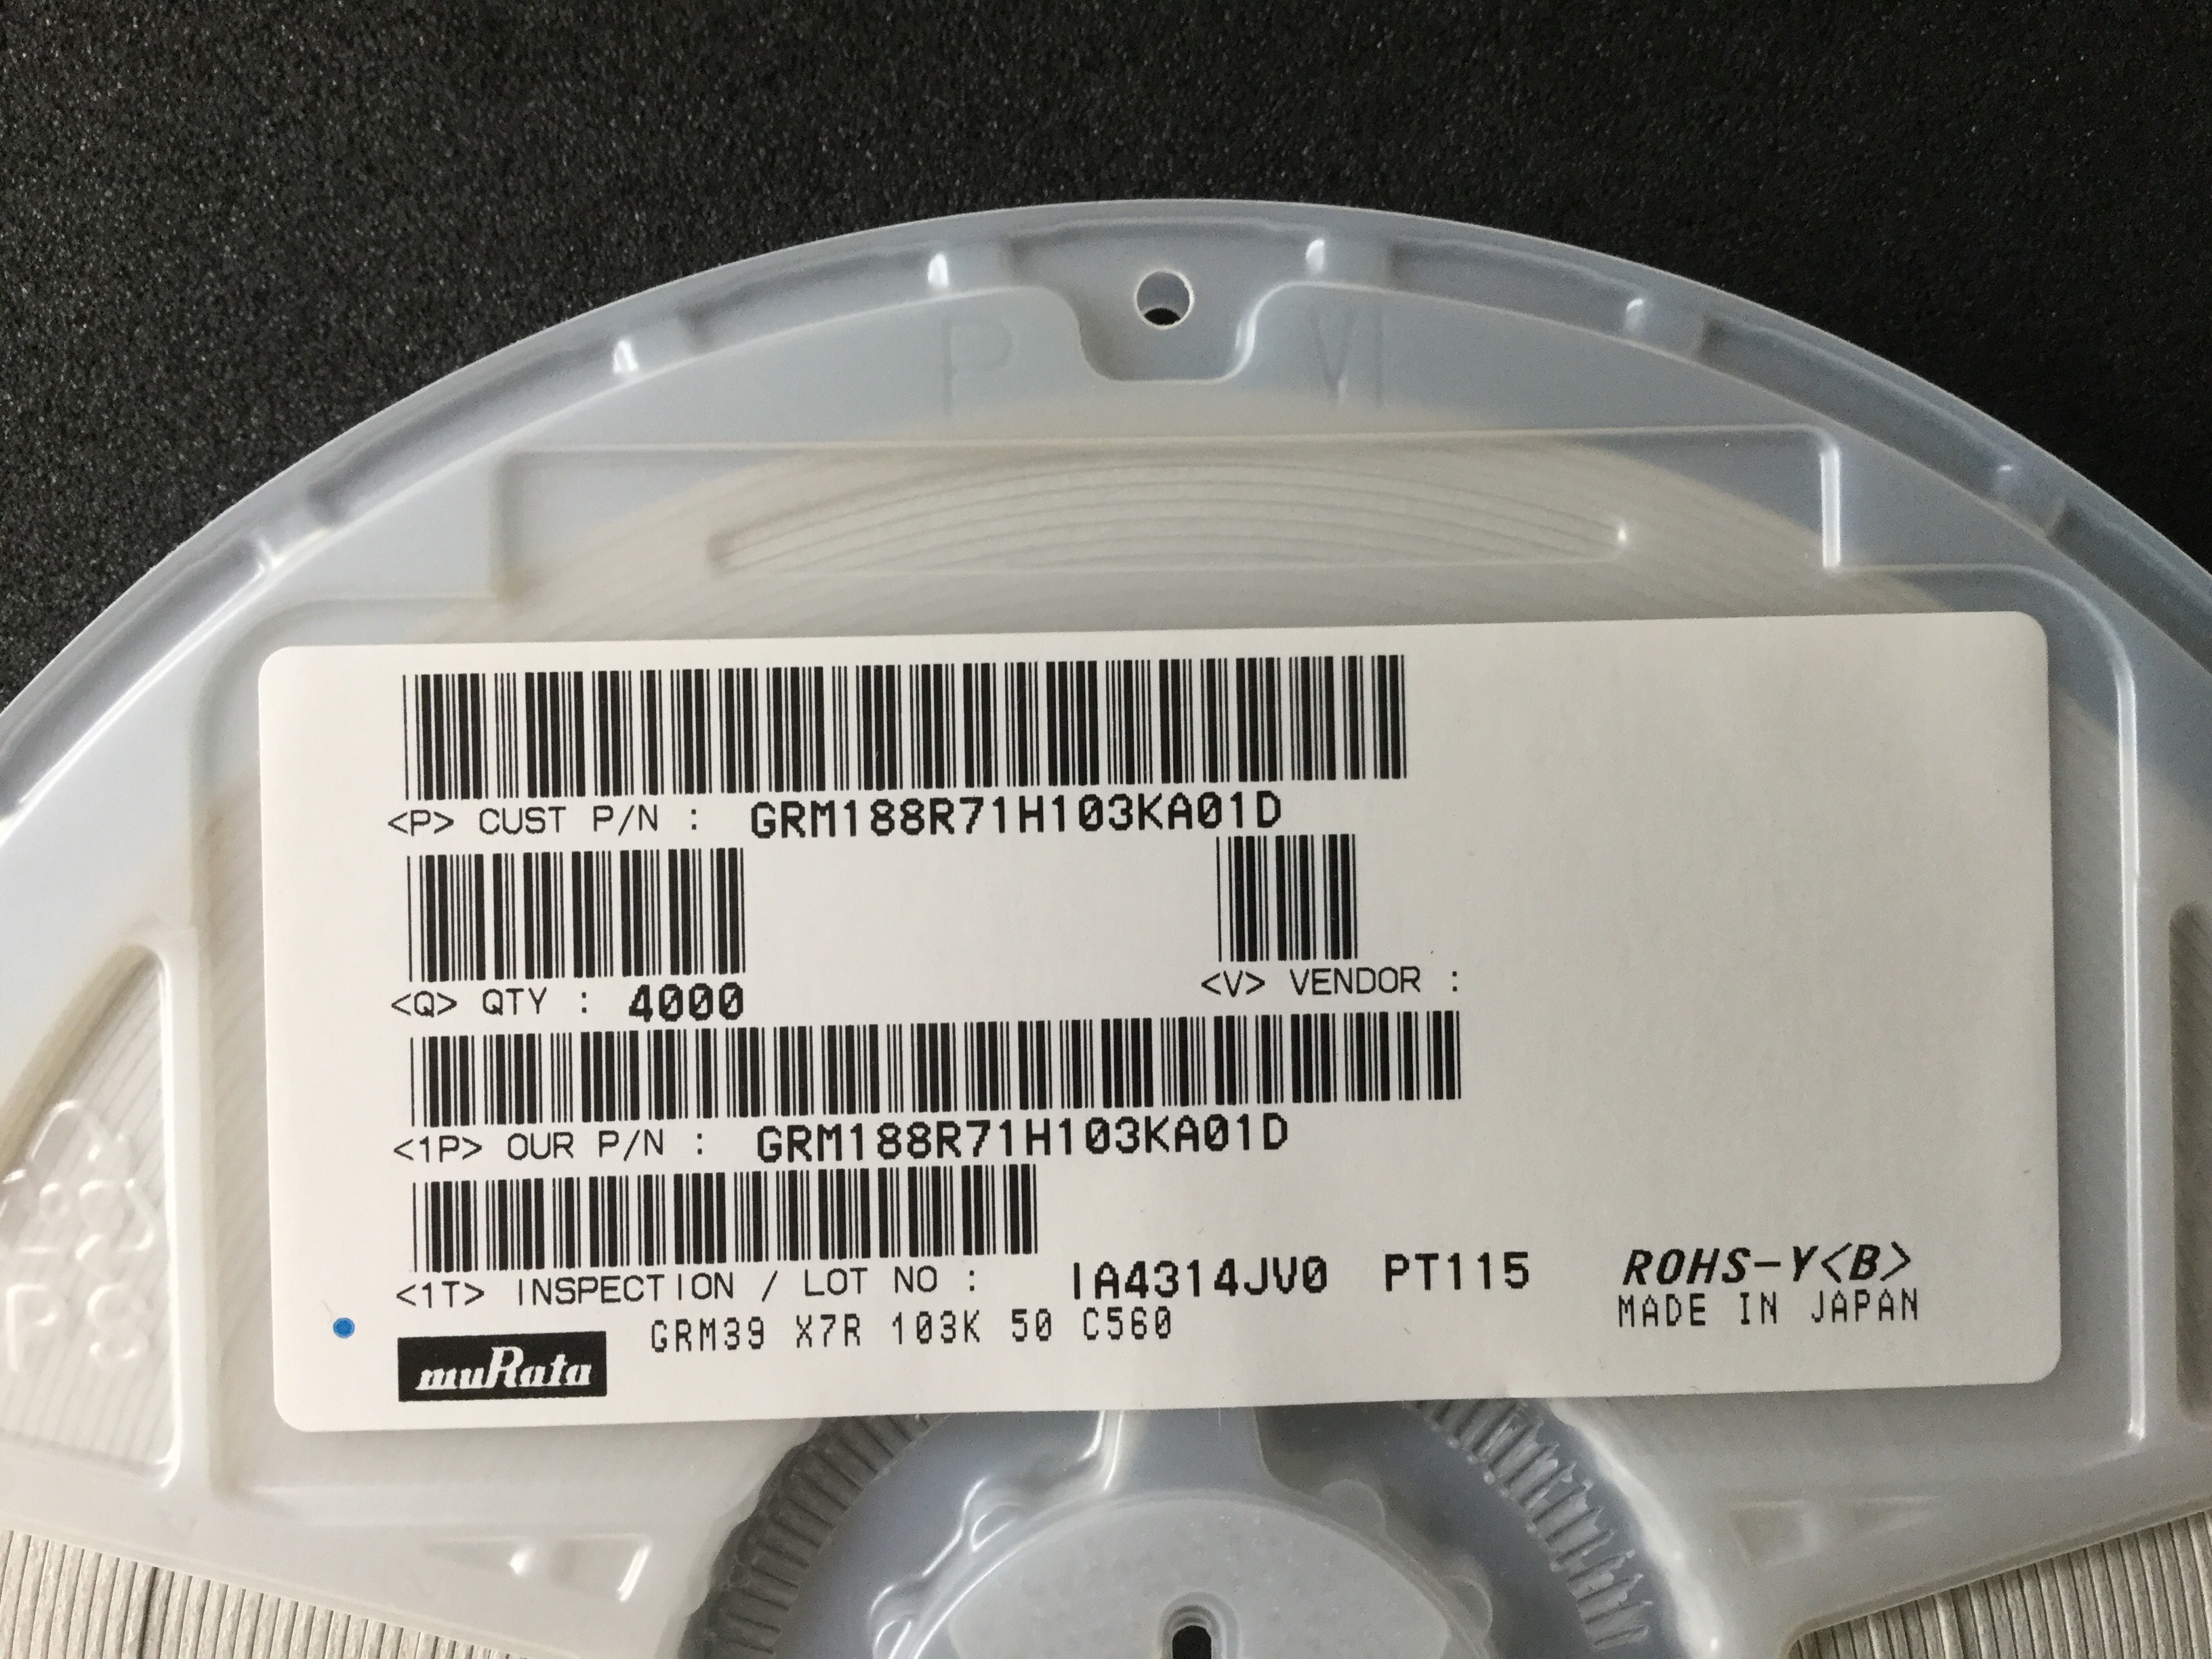 P
<P> CUST P/N : GRM188R71H103KA01D
<Q> QTY : 4000
<V> VENDOR :
<1P> OUR P/N : GRM188R71H103KA01D
<1T> INSPECTION / LOT NO : IA4314JV0 PT115
ROHS-Y<B>
MADE IN JAPAN
GRM39 X7R 103K 50 C560
muRata
PS